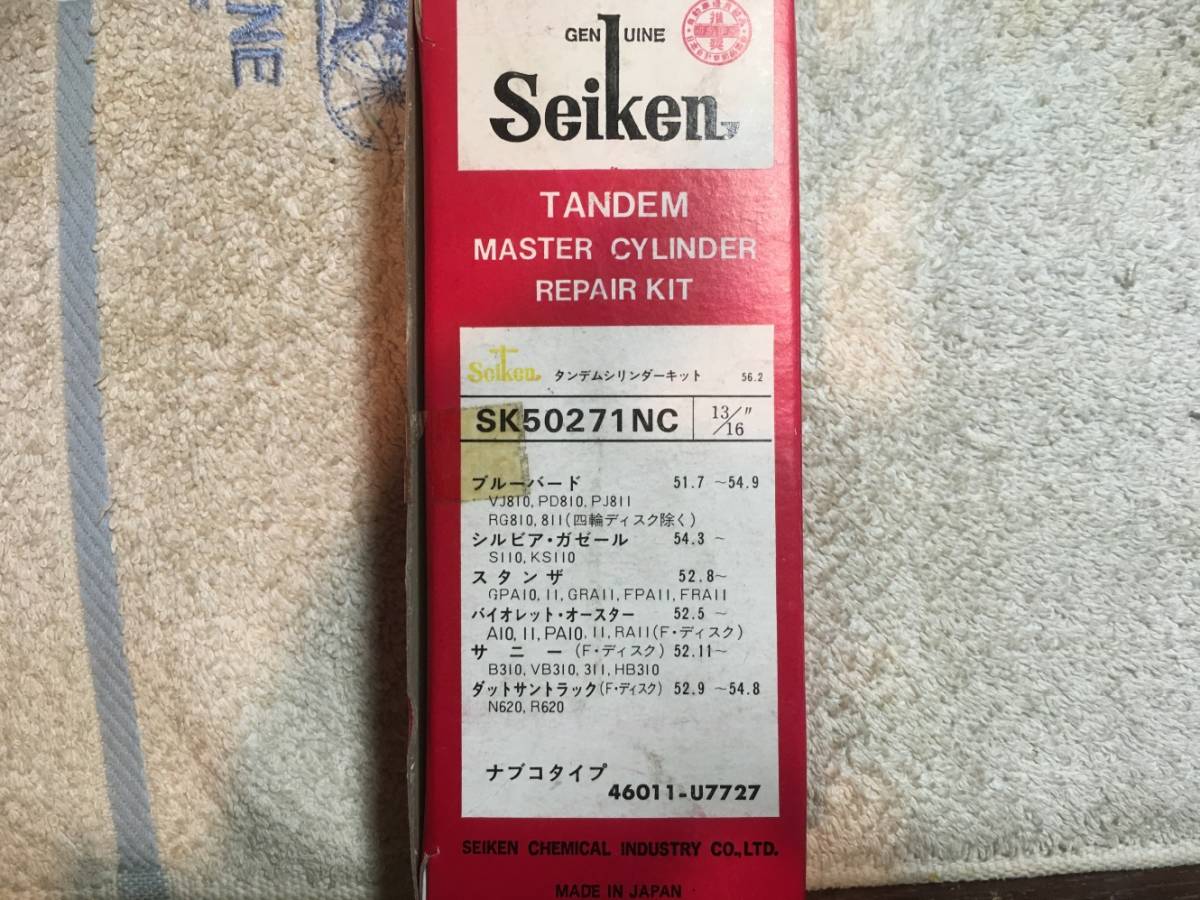 NE
GENUINE
Seiken
TANDEM
MASTER CYLINDER
REPAIR KIT
Seiken タンデムシリンダーキット 56.2
SK50271NC 13/16"
ブルーバード 51.7 ~54.9
VJ810, PD810, PJ811
RG810, 811(四輪ディスク除く)
シルビア・ガゼール 54.3 ~
S110, KS110
スタンザ 52.8~
GPA10, 11, GRA11, FPA11, FRA11
バイオレット・オースター 52.5 ~
A10, 11, PA10, 11, RA11(F・ディスク)
サニー (F・ディスク) 52.11~
B310, VB310, 311, HB310
ダットサントラック(F・ディスク) 52.9 ~54.8
N620, R620
ナブコタイプ
46011-U7727
SEIKEN CHEMICAL INDUSTRY CO.,LTD.
MADE IN JAPAN